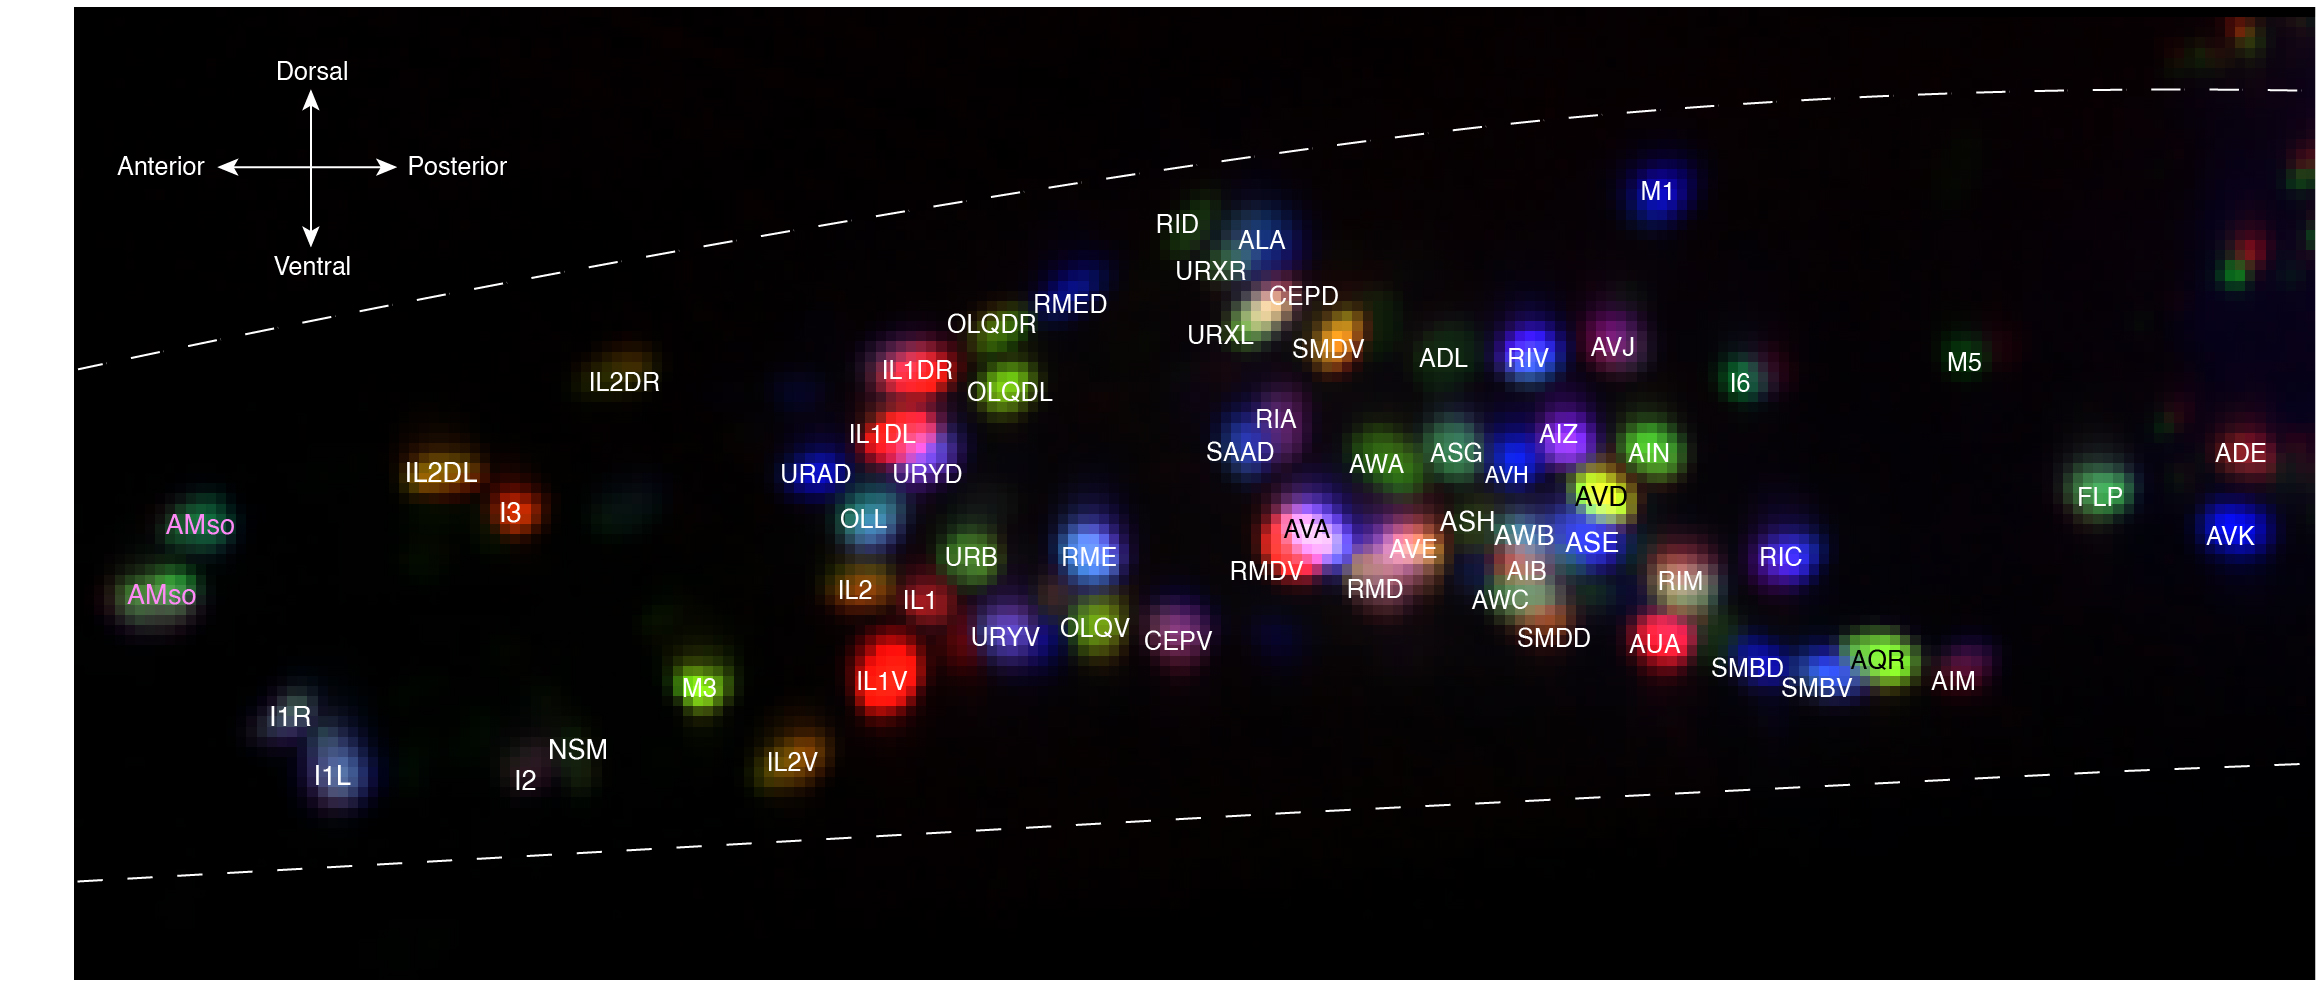 Dorsal
Anterior
Posterior
Ventral
M1
RID
ALA
URXR
CEPD
RMED
OLQDR
URXL
SMDV
ADL
RIV
AVJ
M5
IL1DR
IL2DR
OLQDL
I6
RIA
IL1DL
AIZ
SAAD
ASG
AIN
ADE
AWA
IL2DL
URAD
URYD
AVH
AVD
FLP
I3
OLL
AMso
ASH
AVA
AWB
AVK
ASE
AVE
URB
RME
RIC
RMDV
AIB
RIM
IL2
RMD
AMso
IL1
AWC
OLQV
URYV
CEPV
SMDD
AUA
AQR
SMBD
IL1V
AIM
M3
SMBV
I1R
NSM
IL2V
I1L
I2